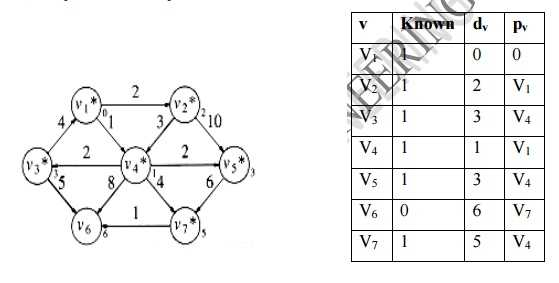 2
v₁* 0 v₂* 2
4 1 3 10
2 2
v₃* 3 v₄* 1 v₅* 3
5 8 4 6
1
v₆ 6 v₇* 5
v Known dᵥ pᵥ
V₁ 0 0
V₂ 1 2 V₁
V₃ 1 3 V₄
V₄ 1 1 V₁
V₅ 1 3 V₄
V₆ 0 6 V₇
V₇ 1 5 V₄
NEERING